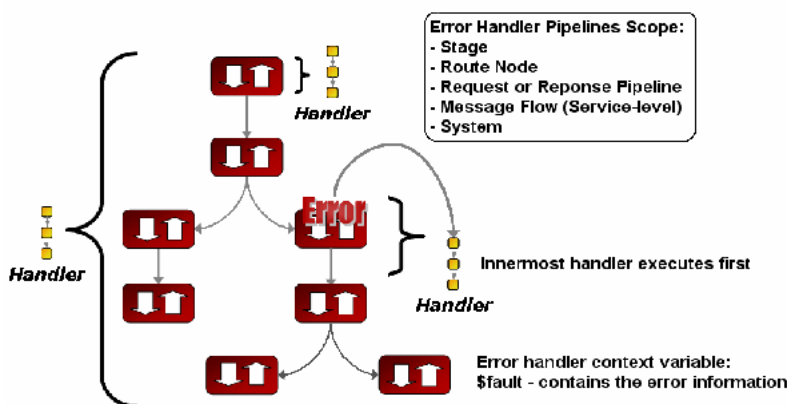 Error Handler Pipelines Scope:
- Stage
- Route Node
- Request or Reponse Pipeline
- Message Flow (Service-level)
- System
Handler
Error
Handler
Innermost handler executes first
Handler
Error handler context variable:
$fault - contains the error information